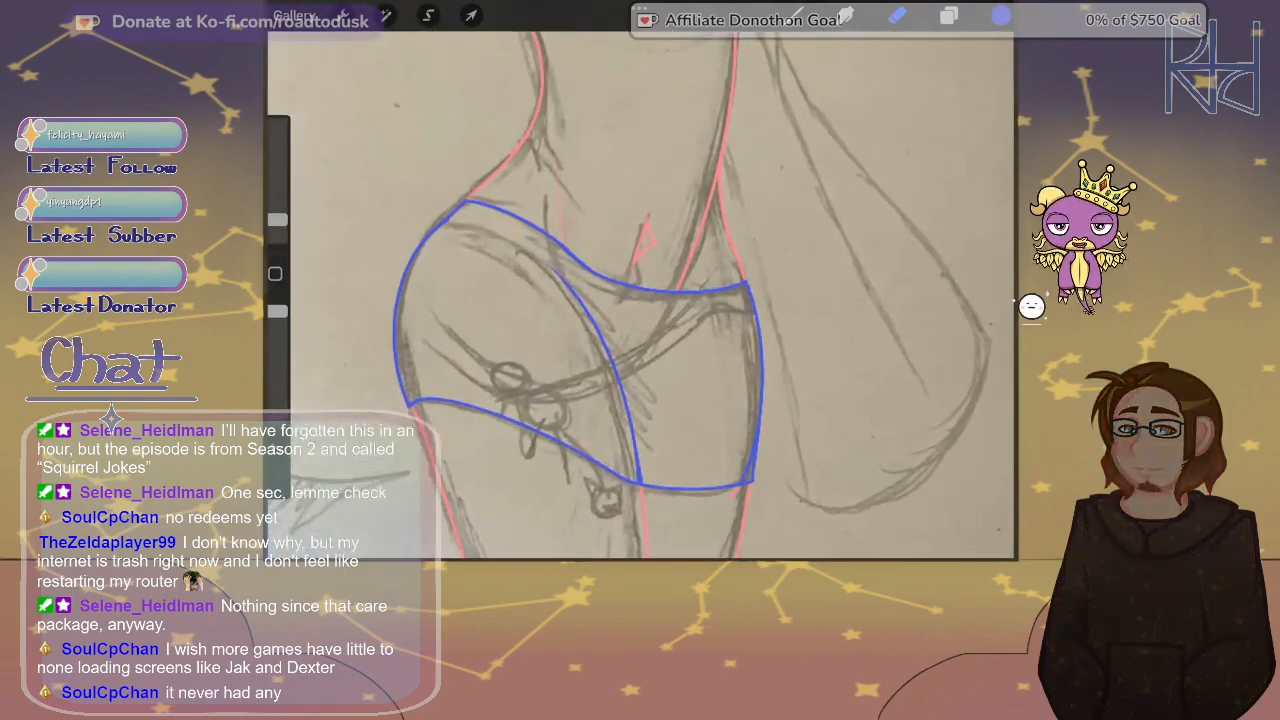 Donate at Ko-fi.com/roadtodusk
Gallery
Affiliate Donothon Goal
0% of $750 Goal
felicity_hayami
Latest Follow
yinyungdp1
Latest Subber
Latest Donator
Chat
Selene_Heidlman I'll have forgotten this in an
hour, but the episode is from Season 2 and called
“Squirrel Jokes”
Selene_Heidlman One sec, lemme check
SoulCpChan no redeems yet
TheZeldaplayer99 I don't know why, but my
internet is trash right now and I don't feel like
restarting my router
Selene_Heidlman Nothing since that care
package, anyway.
SoulCpChan I wish more games have little to
none loading screens like Jak and Dexter
SoulCpChan it never had any